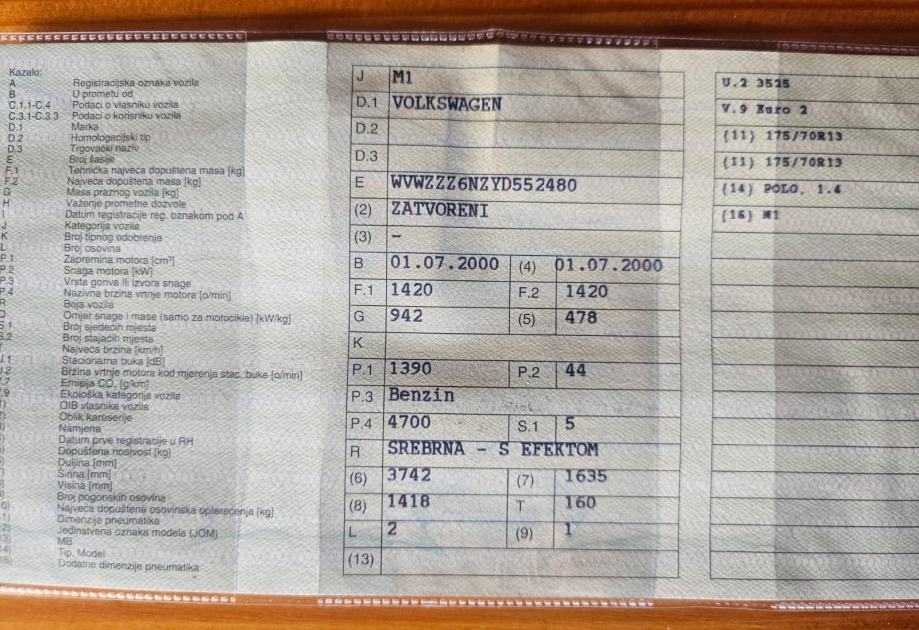 Kazalo:
A Registracijska oznaka vozila
B U prometu od
C.1.1-C.4 Podaci o vlasniku vozila
C.3.1-C.3.3 Podaci o korisniku vozila
D.1 Marka
D.2 Homologacijski tip
D.3 Trgovački naziv
E Broj šasije
F.1 Tehnička najveća dopuštena masa [kg]
F.2 Najveća dopuštena masa [kg]
G Masa praznog vozila [kg]
H Važenje prometne dozvole
I Datum registracije reg. oznakom pod A
J Kategorija vozila
K Broj tipnog odobrenja
L Broj osovina
P.1 Zapremina motora [cm³]
P.2 Snaga motora [kW]
P.3 Vrsta goriva ili izvora snage
P.4 Nazivna brzina vrtnje motora [o/min]
R Boja vozila
Q Omjer snage i mase (samo za motocikle) [kW/kg]
S.1 Broj sjedećih mjesta
S.2 Broj stajaćih mjesta
Najveća brzina [km/h]
U.1 Stacionarna buka [dB]
U.2 Brzina vrtnje motora kod mjerenja stac. buke [o/min]
V.7 Emisija CO₂ [g/km]
V.9 Ekološka kategorija vozila
OIB vlasnika vozila
Oblik karoserije
Namjena
Datum prve registracije u RH
Dopuštena nosivost [kg]
Duljina [mm]
Širina [mm]
Visina [mm]
Broj pogonskih osovina
Najveća dopuštena osovinska opterećenja [kg]
Dimenzije pneumatika
Jedinstvena oznaka modela (JOM)
MB
Tip, Model
Dodatne dimenzije pneumatika
J M1
D.1 VOLKSWAGEN
D.2
D.3
E WVWZZZ6NZYD552480
(2) ZATVORENI
(3) –
B 01.07.2000 (4) 01.07.2000
F.1 1420 F.2 1420
G 942 (5) 478
K
P.1 1390 P.2 44
P.3 Benzin
P.4 4700 S.1 5
R SREBRNA – S EFEKTOM
(6) 3742 (7) 1635
(8) 1418 T 160
L 2 (9) 1
(13)
U.2 3525
V.9 Euro 2
(11) 175/70R13
(11) 175/70R13
(14) POLO, 1.4
(16) M1